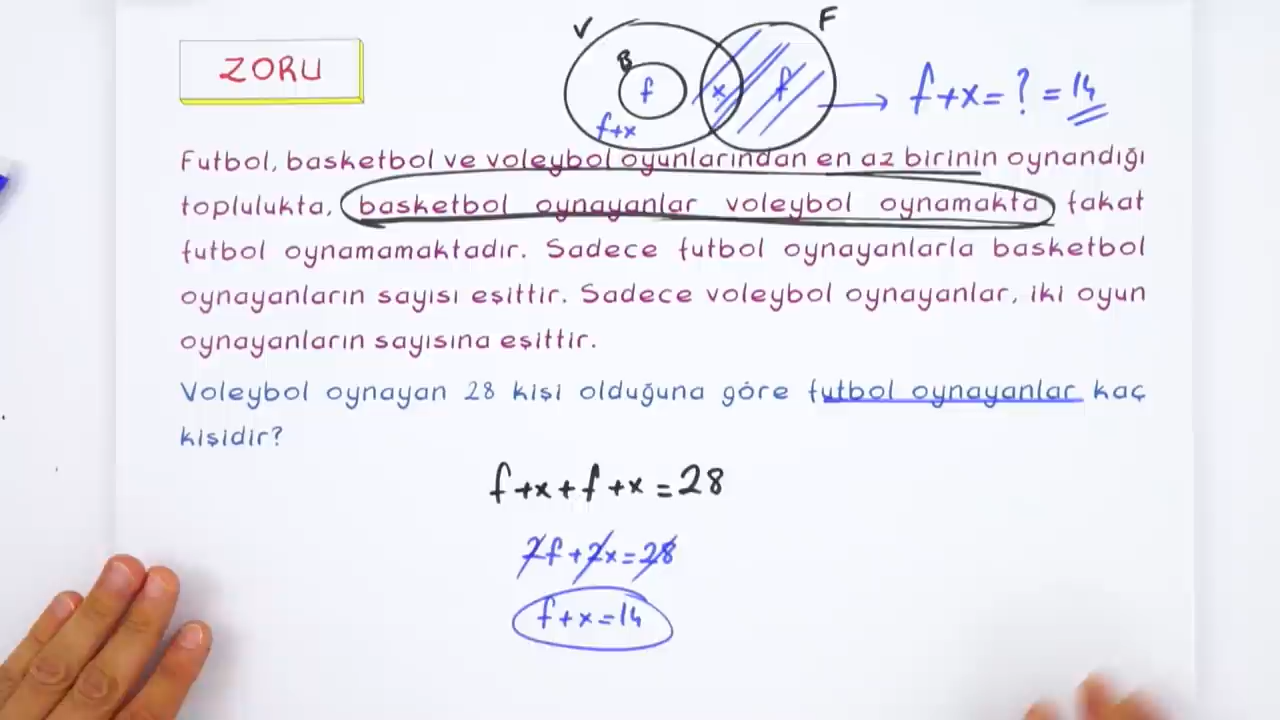 ZORU
V
F
B
f
x
f
f+x
f+x=?=14
Futbol, basketbol ve voleybol oyunlarından en az birinin oynandığı
toplulukta, basketbol oynayanlar voleybol oynamakta fakat
futbol oynamamaktadır. Sadece futbol oynayanlarla basketbol
oynayanların sayısı eşittir. Sadece voleybol oynayanlar, iki oyun
oynayanların sayısına eşittir.
Voleybol oynayan 28 kişi olduğuna göre futbol oynayanlar kaç
kişidir?
f+x+f+x=28
2f+2x=28
f+x=14